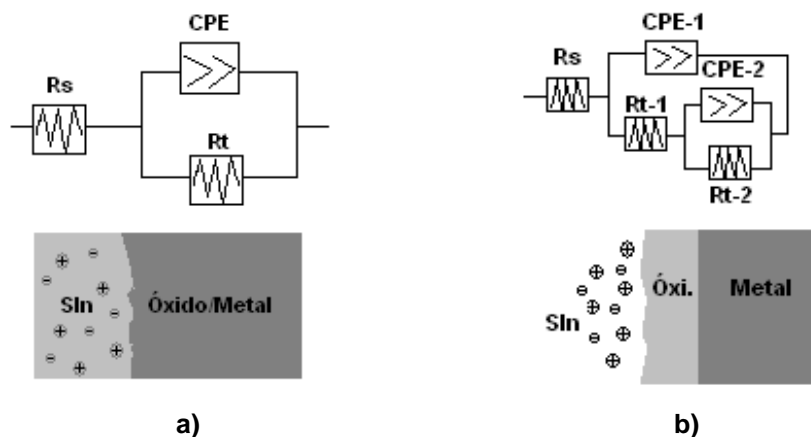 CPE
Rs
Rt
Sln
Óxido/Metal
a)
CPE-1
Rs
CPE-2
Rt-1
Rt-2
Óxi.
Metal
Sln
b)